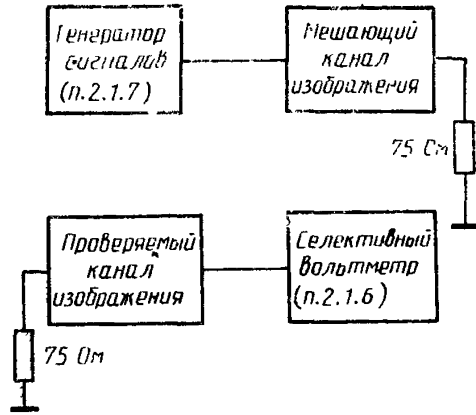 Генератор
сигналов
(п.2.1.7)
Мешающий
канал
изображения
75 Ом
Проверяемый
канал
изображения
Селективный
вольтметр
(п.2.1.6)
75 Ом